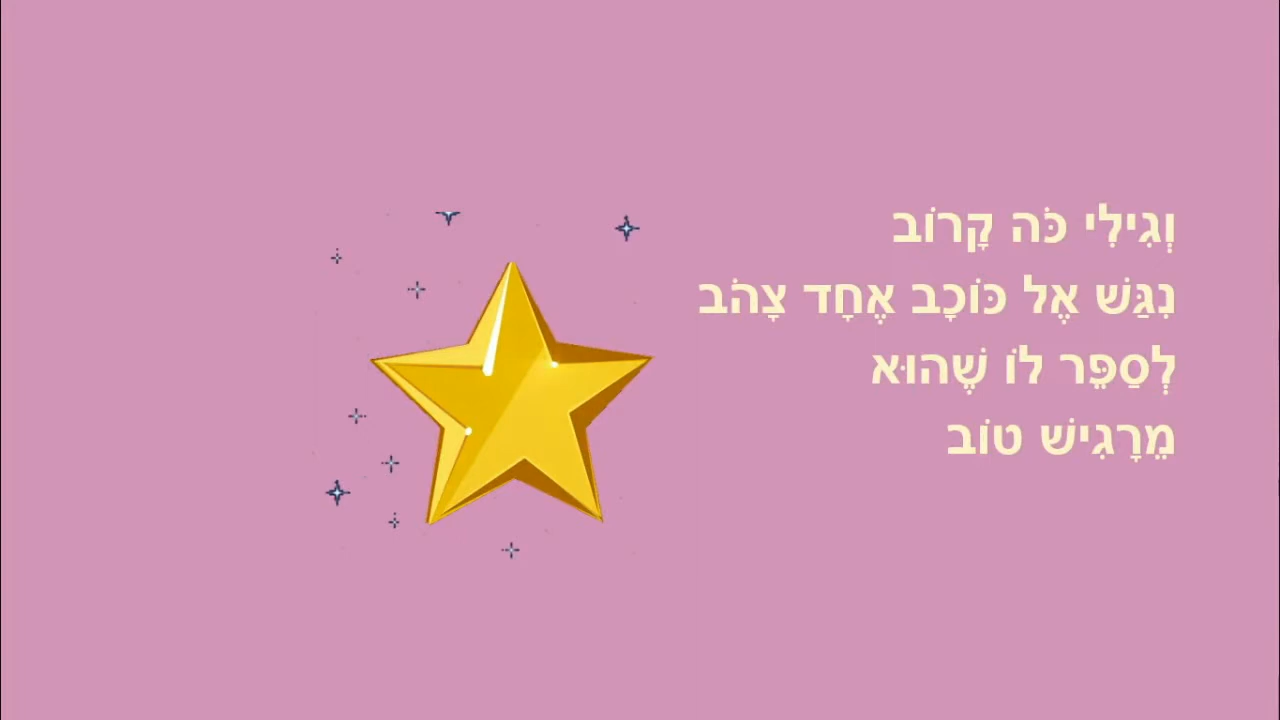 וְגִילִי כֹּה קָרוֹב
נִגַּשׁ אֶל כּוֹכָב אֶחָד צָהֹב
לְסַפֵּר לוֹ שֶׁהוּא
מֵרָגִישׁ טוֹב